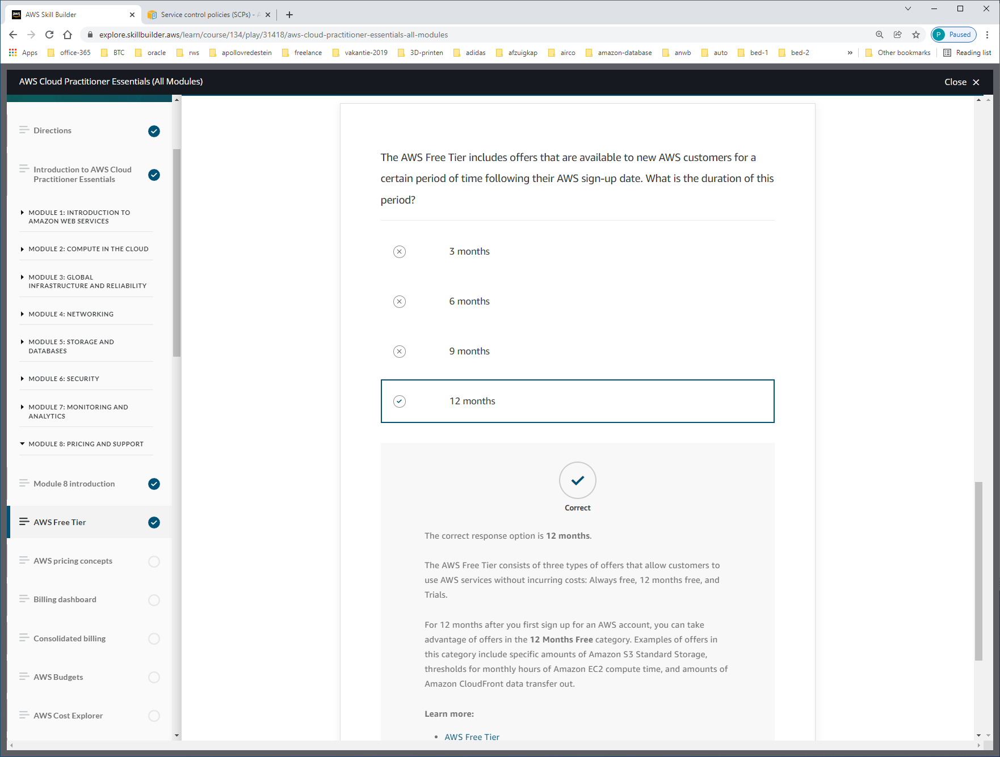 aws AWS Skill Builder
Service control policies (SCPs) - A
explore.skillbuilder.aws/learn/course/134/play/31418/aws-cloud-practitioner-essentials-all-modules
P Paused
Apps office-365 BTC oracle rws apollovredestein freelance vakantie-2019 3D-printen adidas afzuigkap airco amazon-database anwb auto bed-1 bed-2 » Other bookmarks Reading list
AWS Cloud Practitioner Essentials (All Modules)
Close
Directions
Introduction to AWS Cloud
Practitioner Essentials
MODULE 1: INTRODUCTION TO
AMAZON WEB SERVICES
MODULE 2: COMPUTE IN THE CLOUD
MODULE 3: GLOBAL
INFRASTRUCTURE AND RELIABILITY
MODULE 4: NETWORKING
MODULE 5: STORAGE AND
DATABASES
MODULE 6: SECURITY
MODULE 7: MONITORING AND
ANALYTICS
MODULE 8: PRICING AND SUPPORT
Module 8 introduction
AWS Free Tier
AWS pricing concepts
Billing dashboard
Consolidated billing
AWS Budgets
AWS Cost Explorer
The AWS Free Tier includes offers that are available to new AWS customers for a
certain period of time following their AWS sign-up date. What is the duration of this
period?
3 months
6 months
9 months
12 months
Correct
The correct response option is 12 months.
The AWS Free Tier consists of three types of offers that allow customers to
use AWS services without incurring costs: Always free, 12 months free, and
Trials.
For 12 months after you first sign up for an AWS account, you can take
advantage of offers in the 12 Months Free category. Examples of offers in
this category include specific amounts of Amazon S3 Standard Storage,
thresholds for monthly hours of Amazon EC2 compute time, and amounts of
Amazon CloudFront data transfer out.
Learn more:
• AWS Free Tier